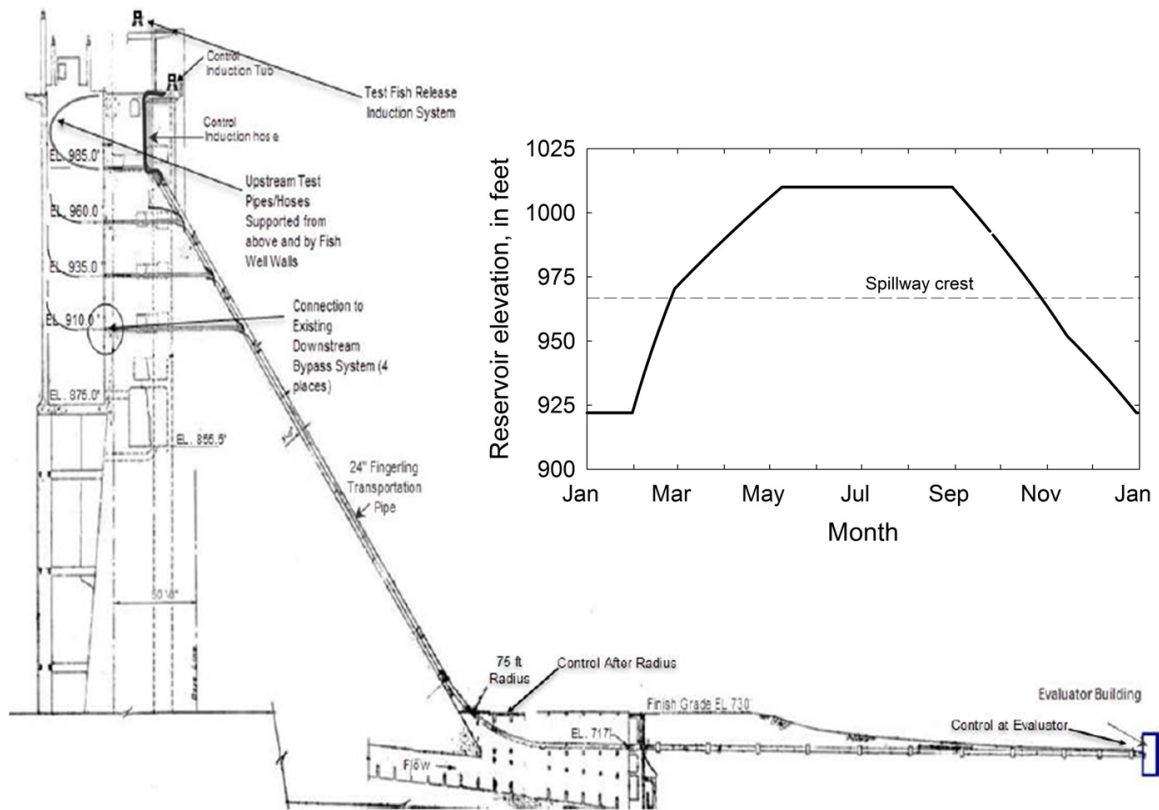 Control
Induction Tub
Test Fish Release
Induction System
Control
Induction hose
EL. 985.0'
Upstream Test
Pipes/Hoses
Supported from
above and by Fish
Well Walls
EL. 960.0'
EL. 935.0'
EL. 910.0'
Connection to
Existing
Downstream
Bypass System (4
places)
EL. 875.0'
EL. 855.5'
24" Fingerling
Transportation
Pipe
75 ft
Radius
Control After Radius
Finish Grade EL 730'
EL. 717'
Flow
Evaluator Building
Control at Evaluator
Reservoir elevation, in feet
1025
1000
975
950
925
900
Spillway crest
Jan
Mar
May
Jul
Sep
Nov
Jan
Month